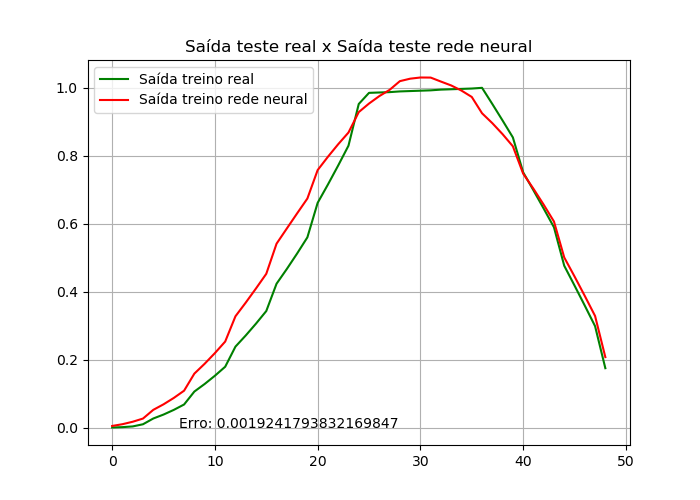 Saída teste real x Saída teste rede neural
Saída treino real
Saída treino rede neural
1.0
0.8
0.6
0.4
0.2
0.0
Erro: 0.0019241793832169847
0 10 20 30 40 50